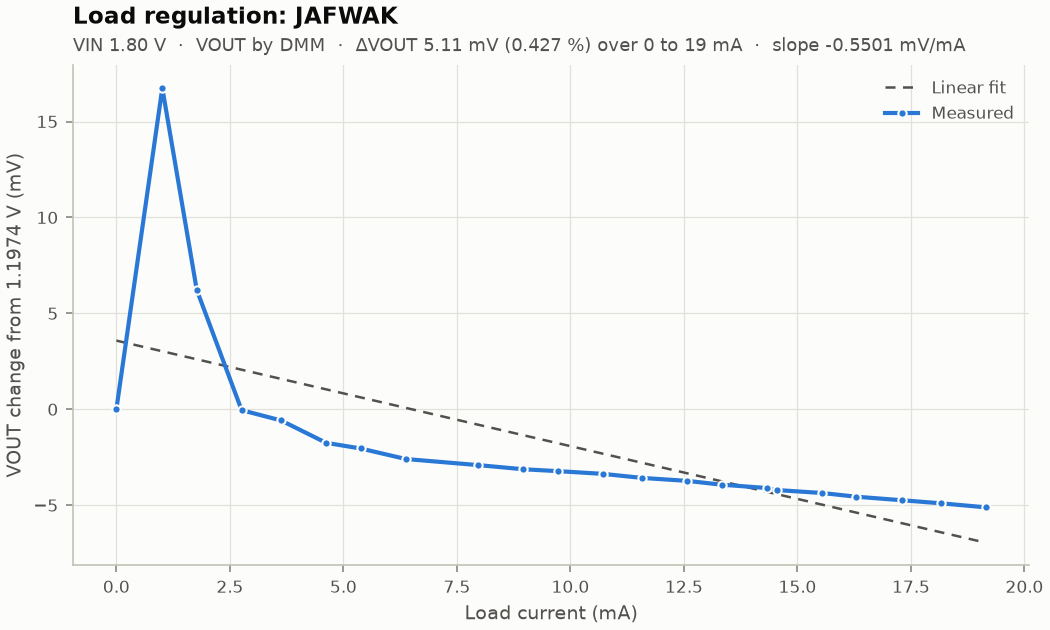 Load regulation: JAFWAK
VIN 1.80 V · VOUT by DMM · ΔVOUT 5.11 mV (0.427 %) over 0 to 19 mA · slope -0.5501 mV/mA
Linear fit
Measured
VOUT change from 1.1974 V (mV)
15
10
5
0
−5
0.0 2.5 5.0 7.5 10.0 12.5 15.0 17.5 20.0
Load current (mA)